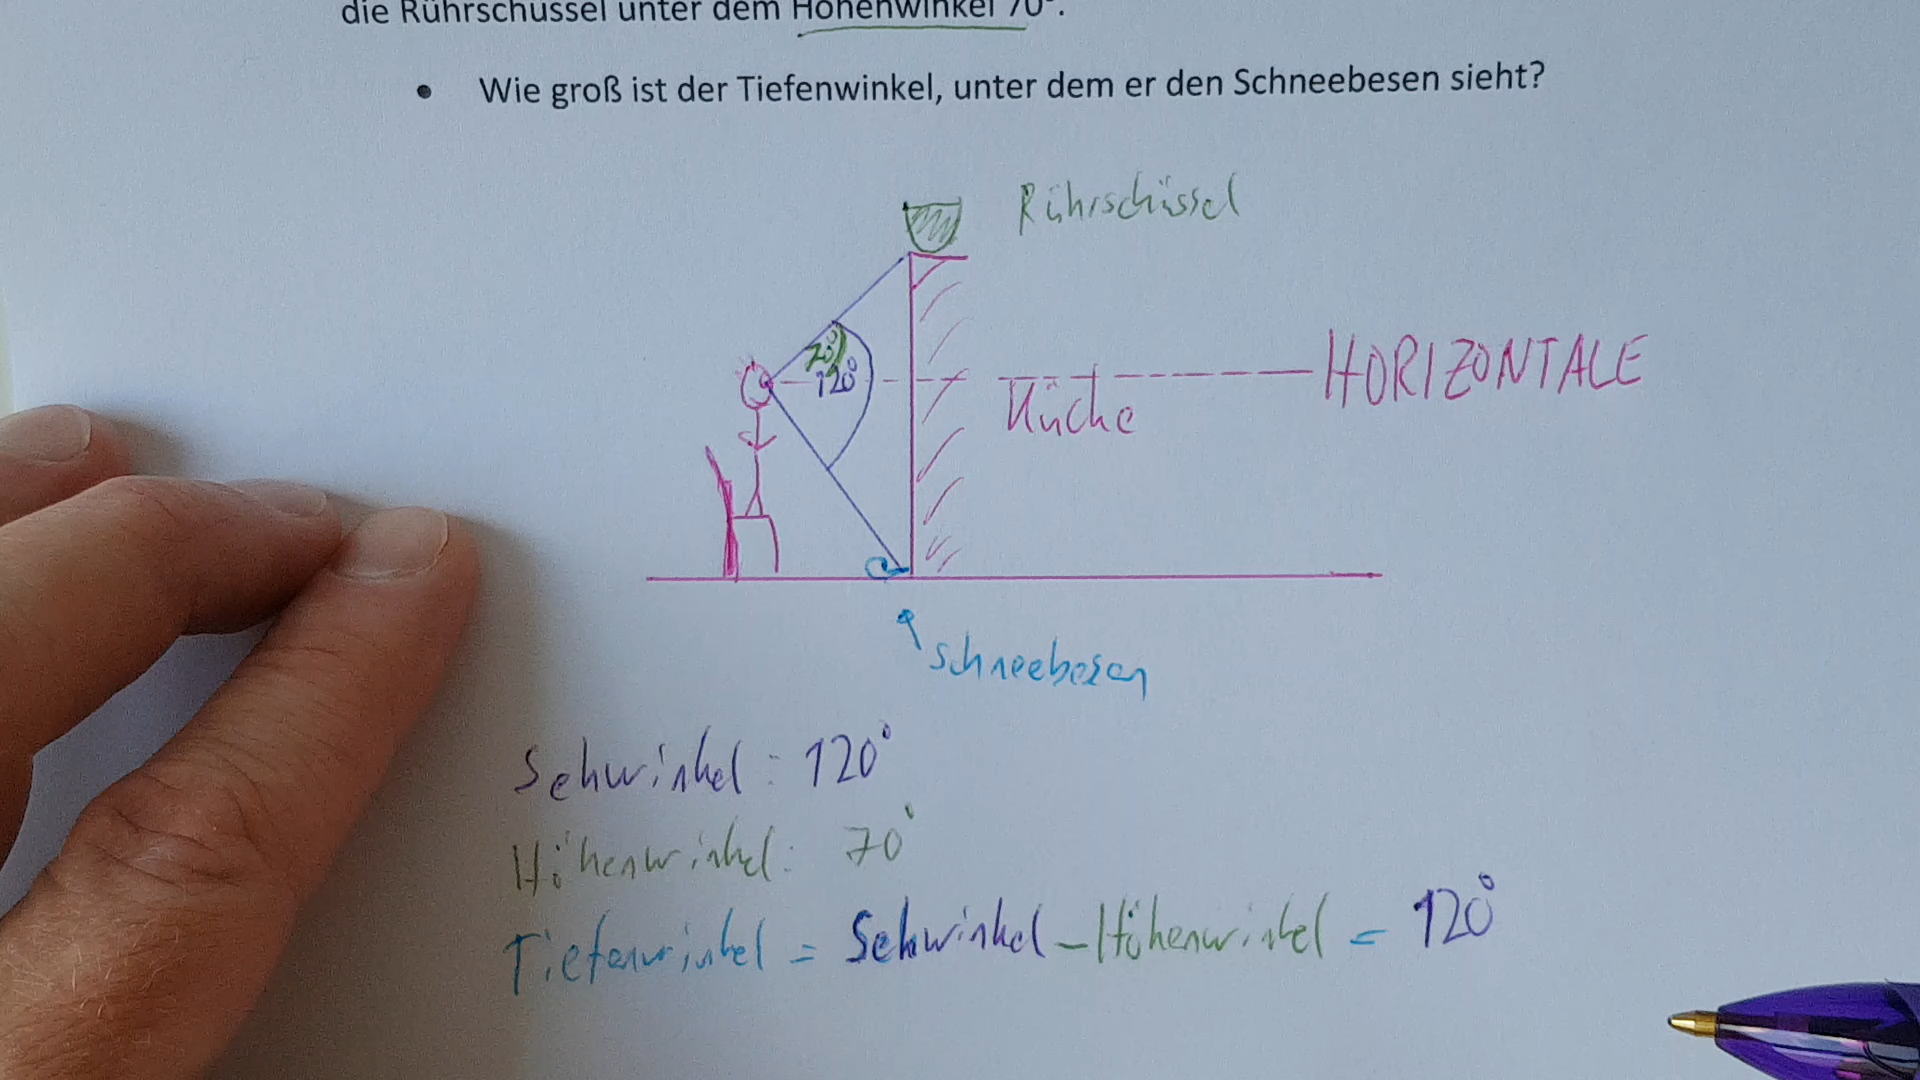 die Rührschüssel unter dem Höhenwinkel 70°.
• Wie groß ist der Tiefenwinkel, unter dem er den Schneebesen sieht?
Rührschüssel
70°
120°
HORIZONTALE
Küche
Schneebesen
Sehwinkel: 120°
Höhenwinkel: 70°
Tiefenwinkel = Sehwinkel - Höhenwinkel = 120°